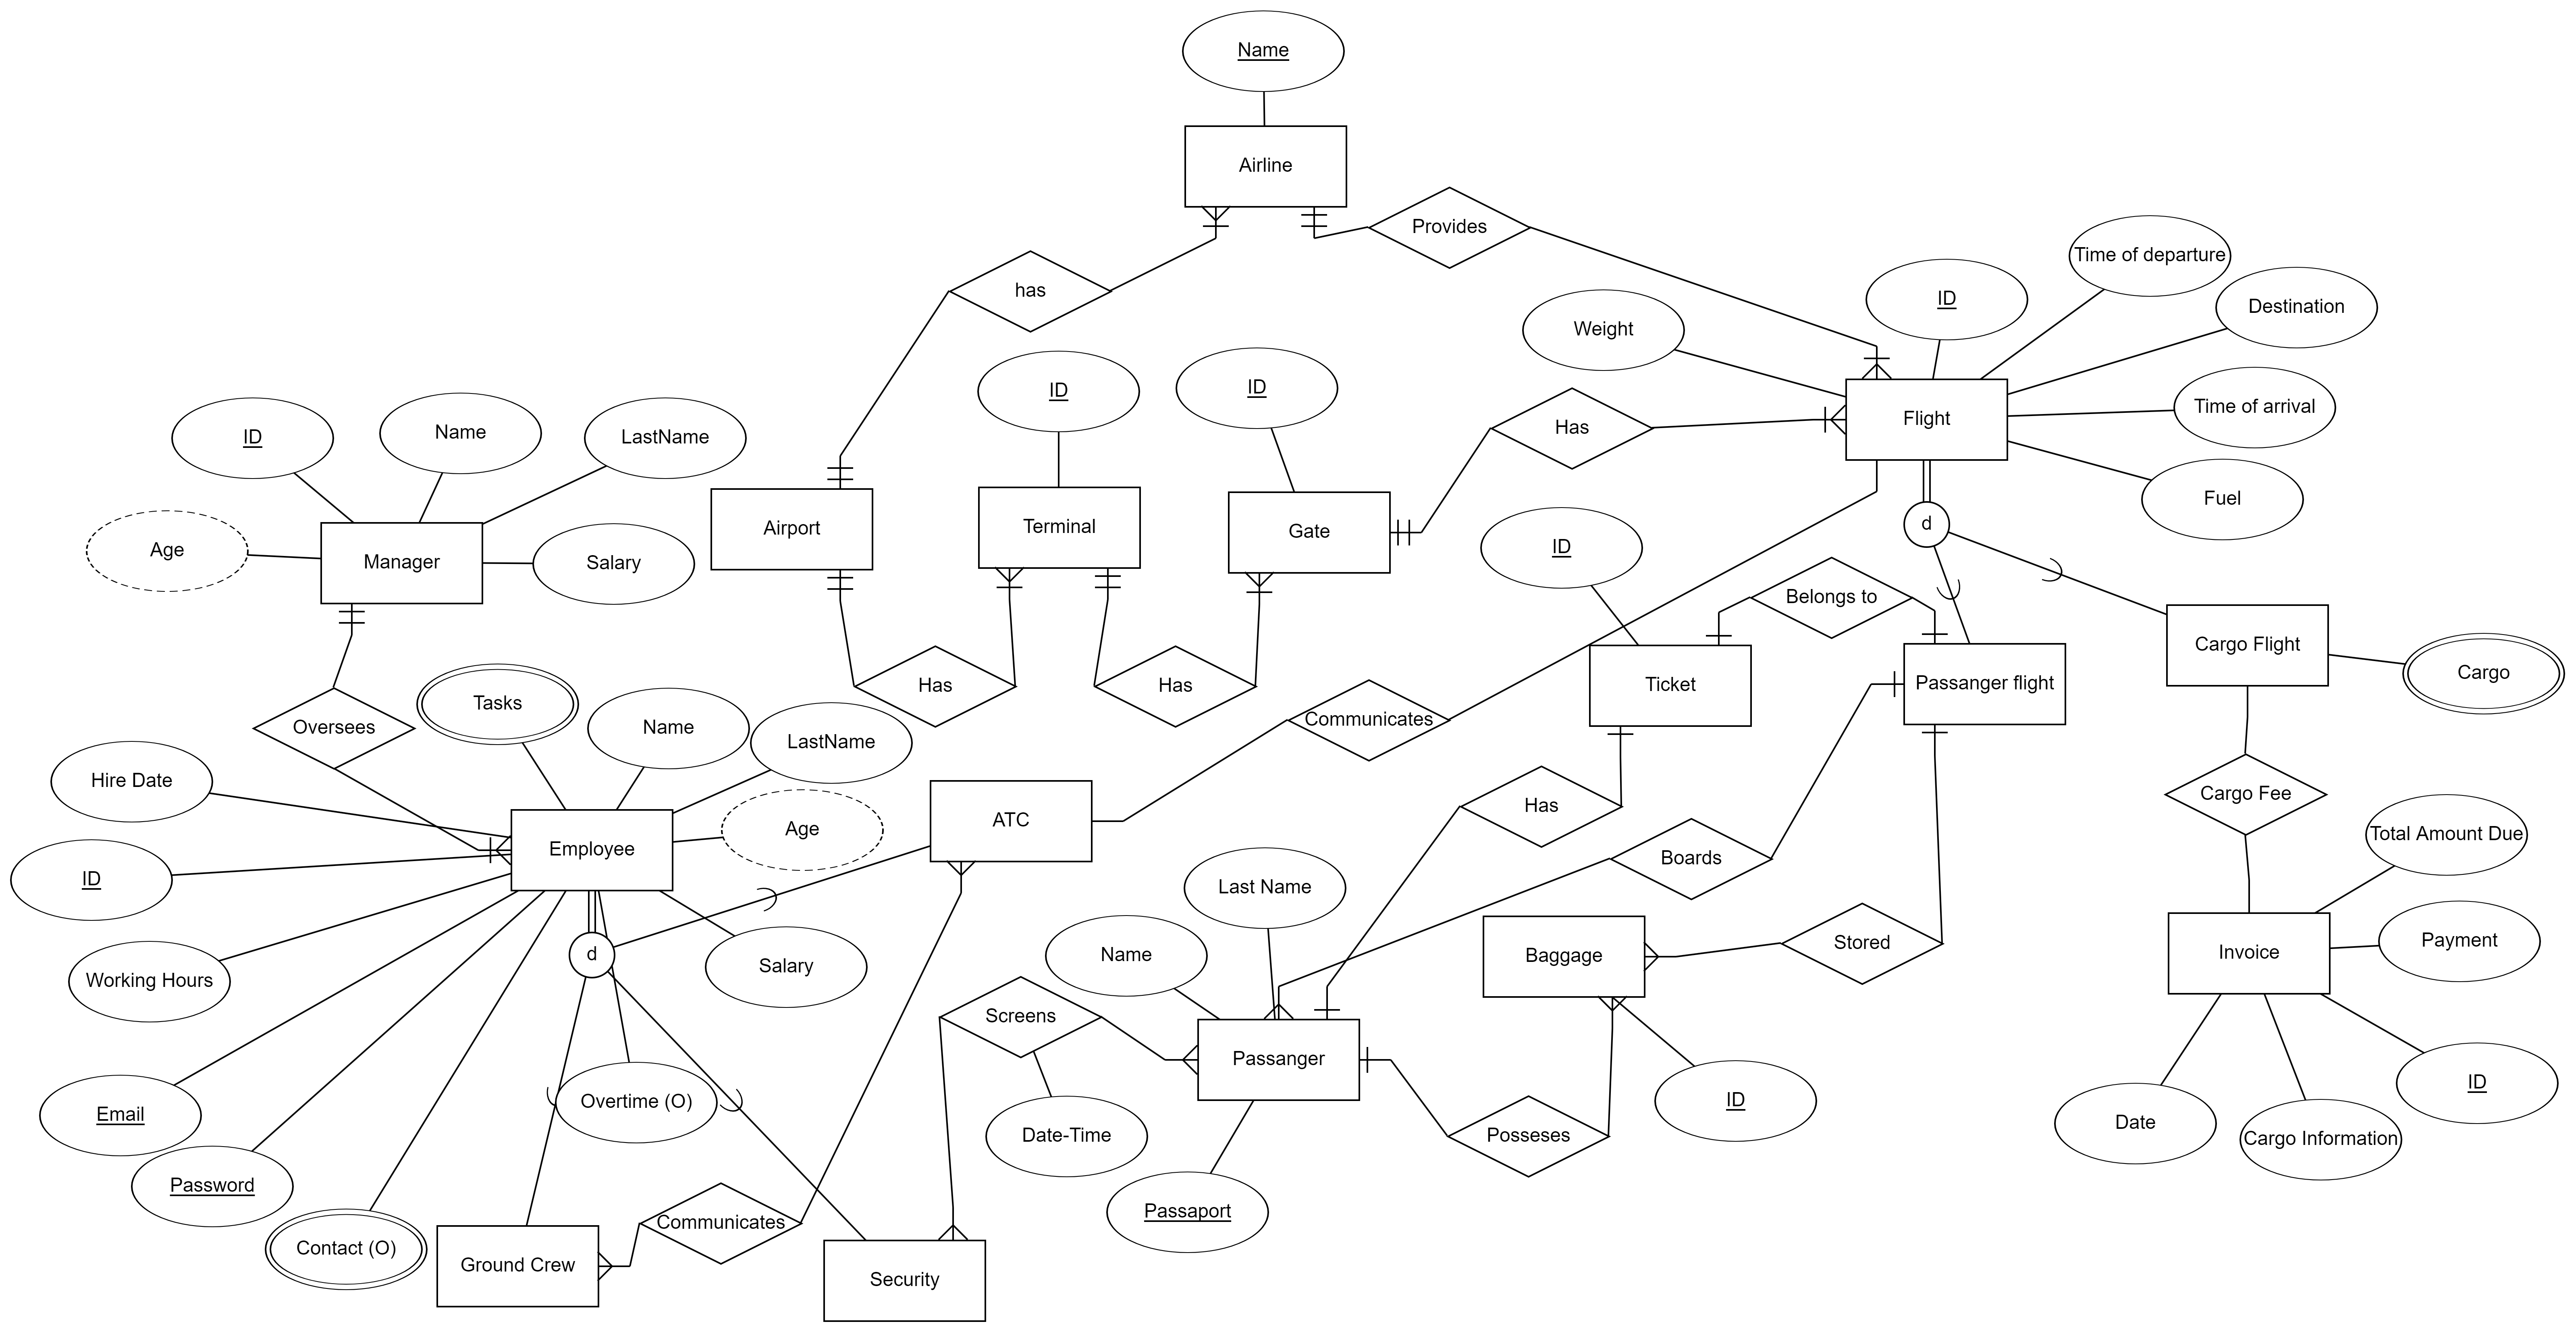 Name
Airline
Provides
has
Time of departure
ID
Destination
Weight
Time of arrival
Flight
Has
Fuel
ID
ID
ID
Name
LastName
Age
Manager
Salary
Airport
Terminal
Gate
ID
d
Belongs to
Ticket
Passanger flight
Cargo Flight
Cargo
Has
Has
Communicates
Oversees
Tasks
Name
LastName
Hire Date
Age
Employee
ID
ATC
Has
Boards
Cargo Fee
Total Amount Due
Last Name
Name
Baggage
Stored
Invoice
Payment
d
Salary
Working Hours
Screens
Passanger
ID
ID
Email
Overtime (O)
Date-Time
Posseses
Date
Cargo Information
Password
Passaport
Contact (O)
Communicates
Ground Crew
Security